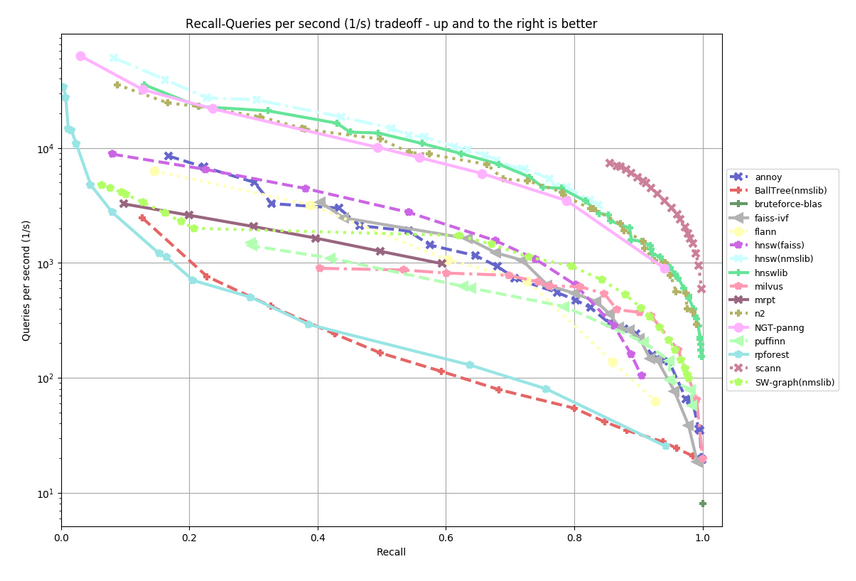 Recall-Queries per second (1/s) tradeoff - up and to the right is better
Queries per second (1/s)
10⁴
10³
10²
10¹
0.0 0.2 0.4 0.6 0.8 1.0
Recall
annoy
BallTree(nmslib)
bruteforce-blas
faiss-ivf
flann
hnsw(faiss)
hnsw(nmslib)
hnswlib
milvus
mrpt
n2
NGT-panng
puffinn
rpforest
scann
SW-graph(nmslib)